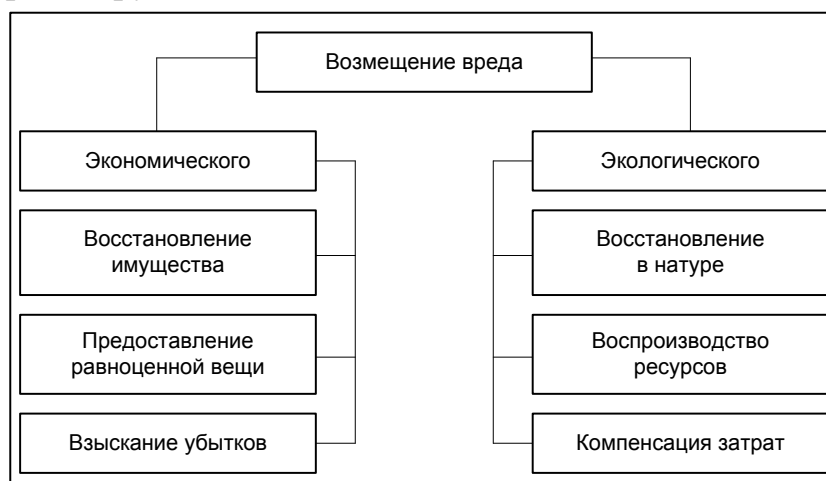 Возмещение вреда
Экономического
Экологического
Восстановление
имущества
Восстановление
в натуре
Предоставление
равноценной вещи
Воспроизводство
ресурсов
Взыскание убытков
Компенсация затрат